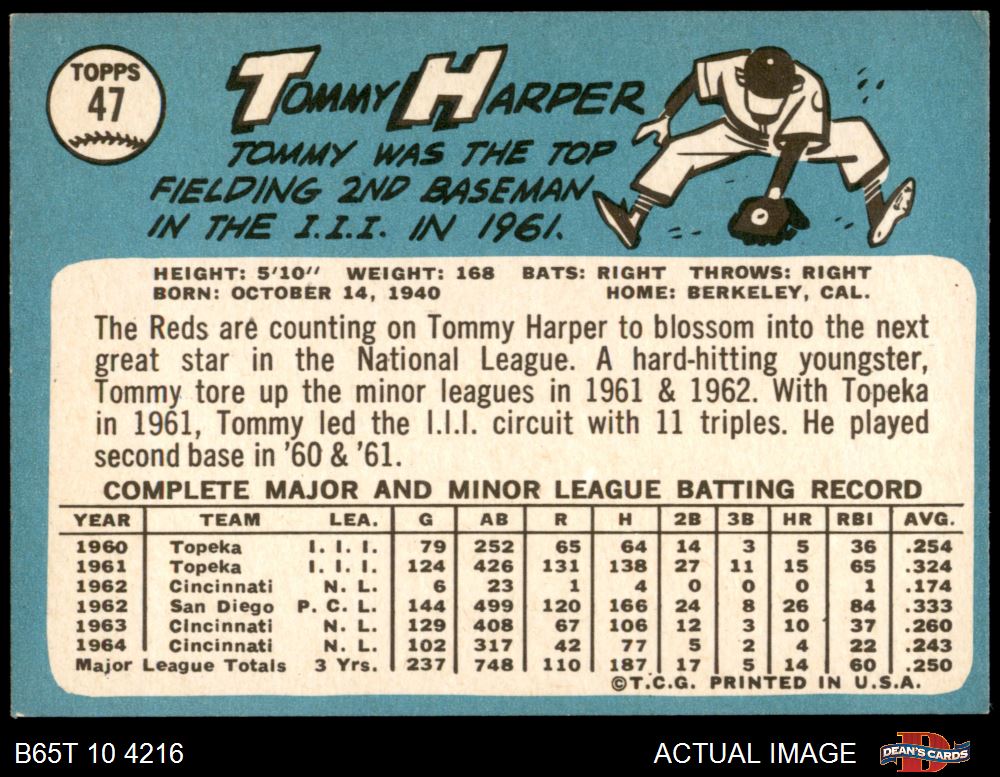 TOPPS
47
TOMMY HARPER
TOMMY WAS THE TOP
FIELDING 2ND BASEMAN
IN THE I.I.I. IN 1961.
HEIGHT: 5'10" WEIGHT: 168 BATS: RIGHT THROWS: RIGHT
BORN: OCTOBER 14, 1940 HOME: BERKELEY, CAL.
The Reds are counting on Tommy Harper to blossom into the next
great star in the National League. A hard-hitting youngster,
Tommy tore up the minor leagues in 1961 & 1962. With Topeka
in 1961, Tommy led the I.I.I. circuit with 11 triples. He played
second base in '60 & '61.
COMPLETE MAJOR AND MINOR LEAGUE BATTING RECORD
YEAR TEAM LEA. G AB R H 2B 3B HR RBI AVG.
1960 Topeka I. I. I. 79 252 65 64 14 3 5 36 .254
1961 Topeka I. I. I. 124 426 131 138 27 11 15 65 .324
1962 Cincinnati N. L. 6 23 1 4 0 0 0 1 .174
1962 San Diego P. C. L. 144 499 120 166 24 8 26 84 .333
1963 Cincinnati N. L. 129 408 67 106 12 3 10 37 .260
1964 Cincinnati N. L. 102 317 42 77 5 2 4 22 .243
Major League Totals 3 Yrs. 237 748 110 187 17 5 14 60 .250
©T.C.G. PRINTED IN U.S.A.
B65T 10 4216 ACTUAL IMAGE DEAN'S CARDS